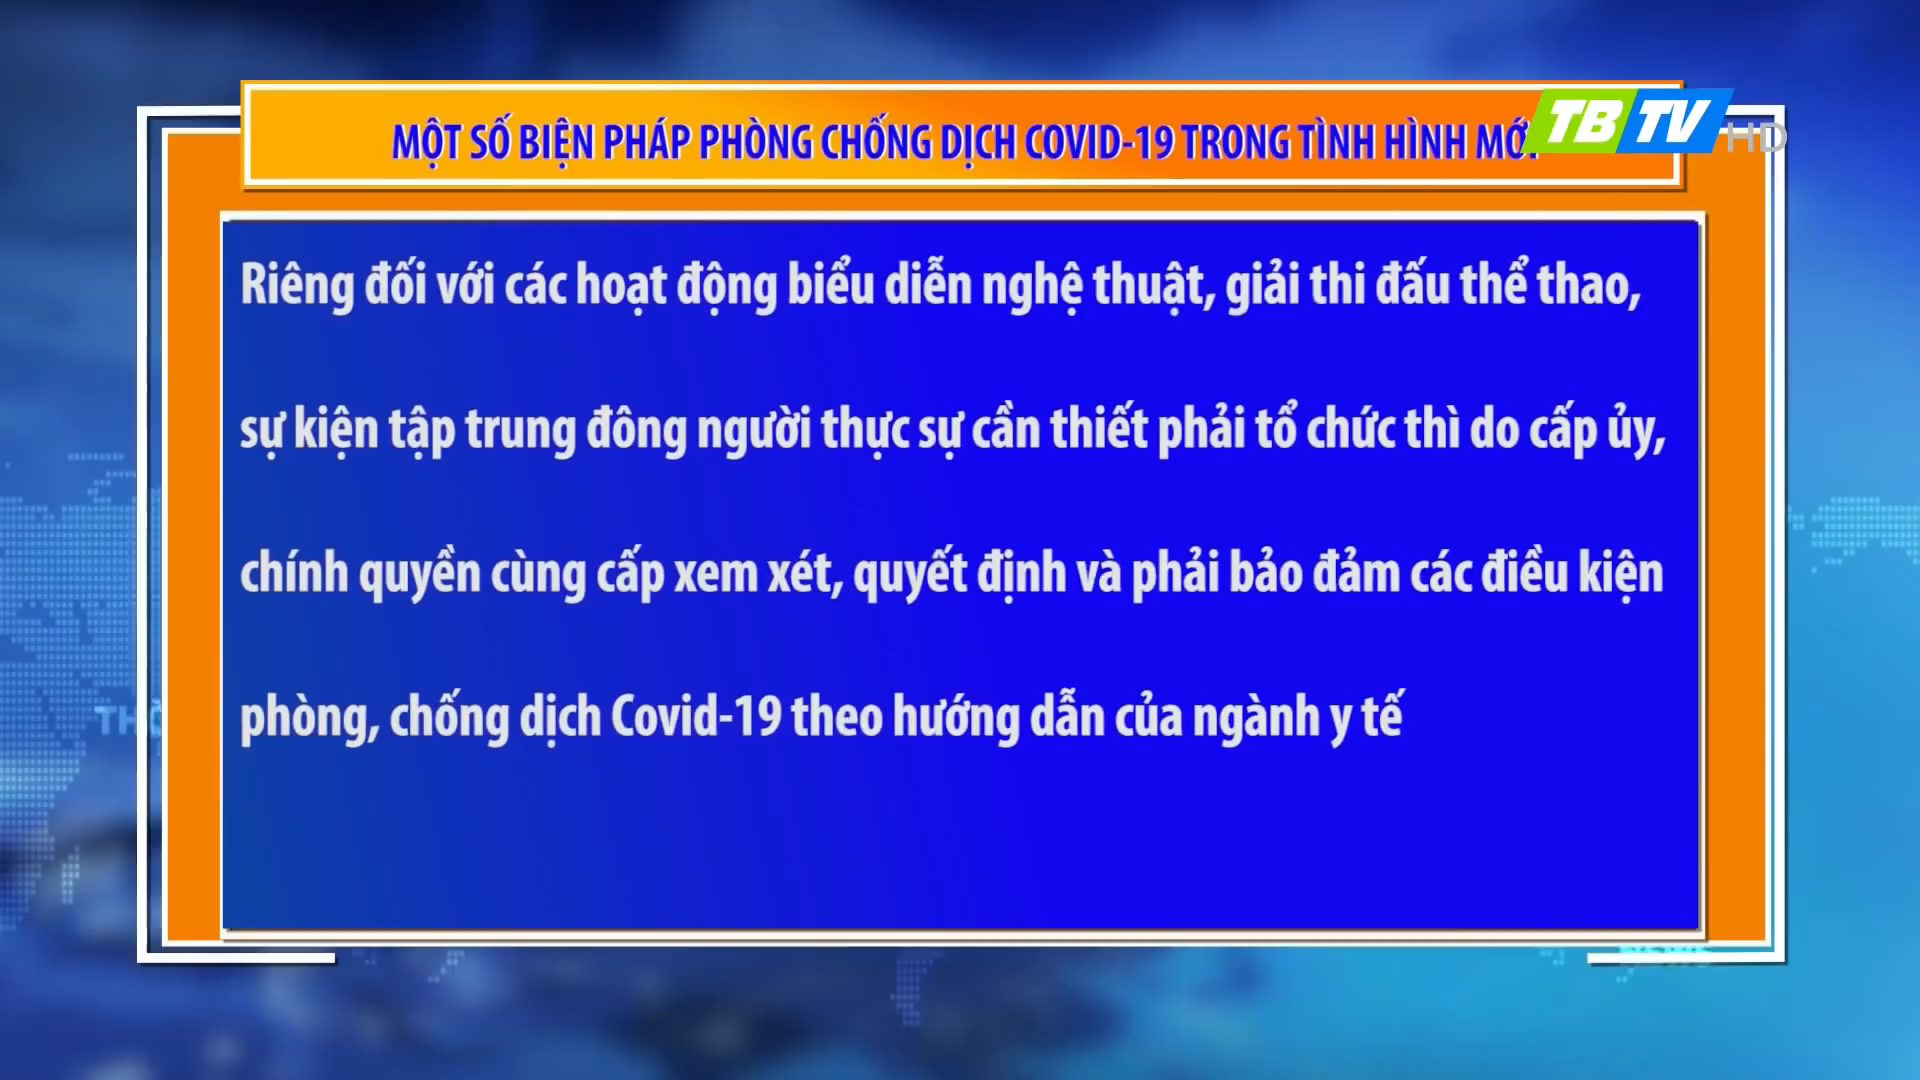 MỘT SỐ BIỆN PHÁP PHÒNG CHỐNG DỊCH COVID-19 TRONG TÌNH HÌNH MỚI
TBTV HD
Riêng đối với các hoạt động biểu diễn nghệ thuật, giải thi đấu thể thao,
sự kiện tập trung đông người thực sự cần thiết phải tổ chức thì do cấp ủy,
chính quyền cùng cấp xem xét, quyết định và phải bảo đảm các điều kiện
phòng, chống dịch Covid-19 theo hướng dẫn của ngành y tế